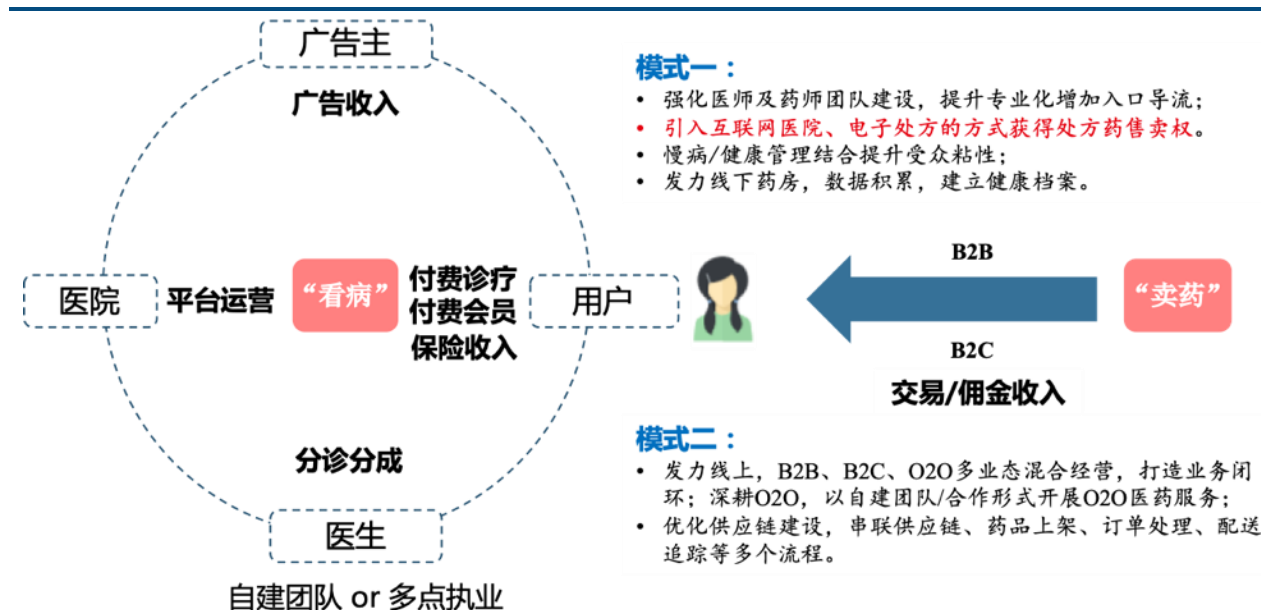 广告主
广告收入
医院
平台运营
“看病”
付费诊疗
付费会员
保险收入
用户
分诊分成
医生
自建团队 or 多点执业
模式一：
• 强化医师及药师团队建设，提升专业化增加入口导流；
• 引入互联网医院、电子处方的方式获得处方药售卖权。
• 慢病/健康管理结合提升受众粘性；
• 发力线下药房，数据积累，建立健康档案。
B2B
“卖药”
B2C
交易/佣金收入
模式二：
• 发力线上，B2B、B2C、O2O多业态混合经营，打造业务闭
环；深耕O2O，以自建团队/合作形式开展O2O医药服务；
• 优化供应链建设，串联供应链、药品上架、订单处理、配送
追踪等多个流程。